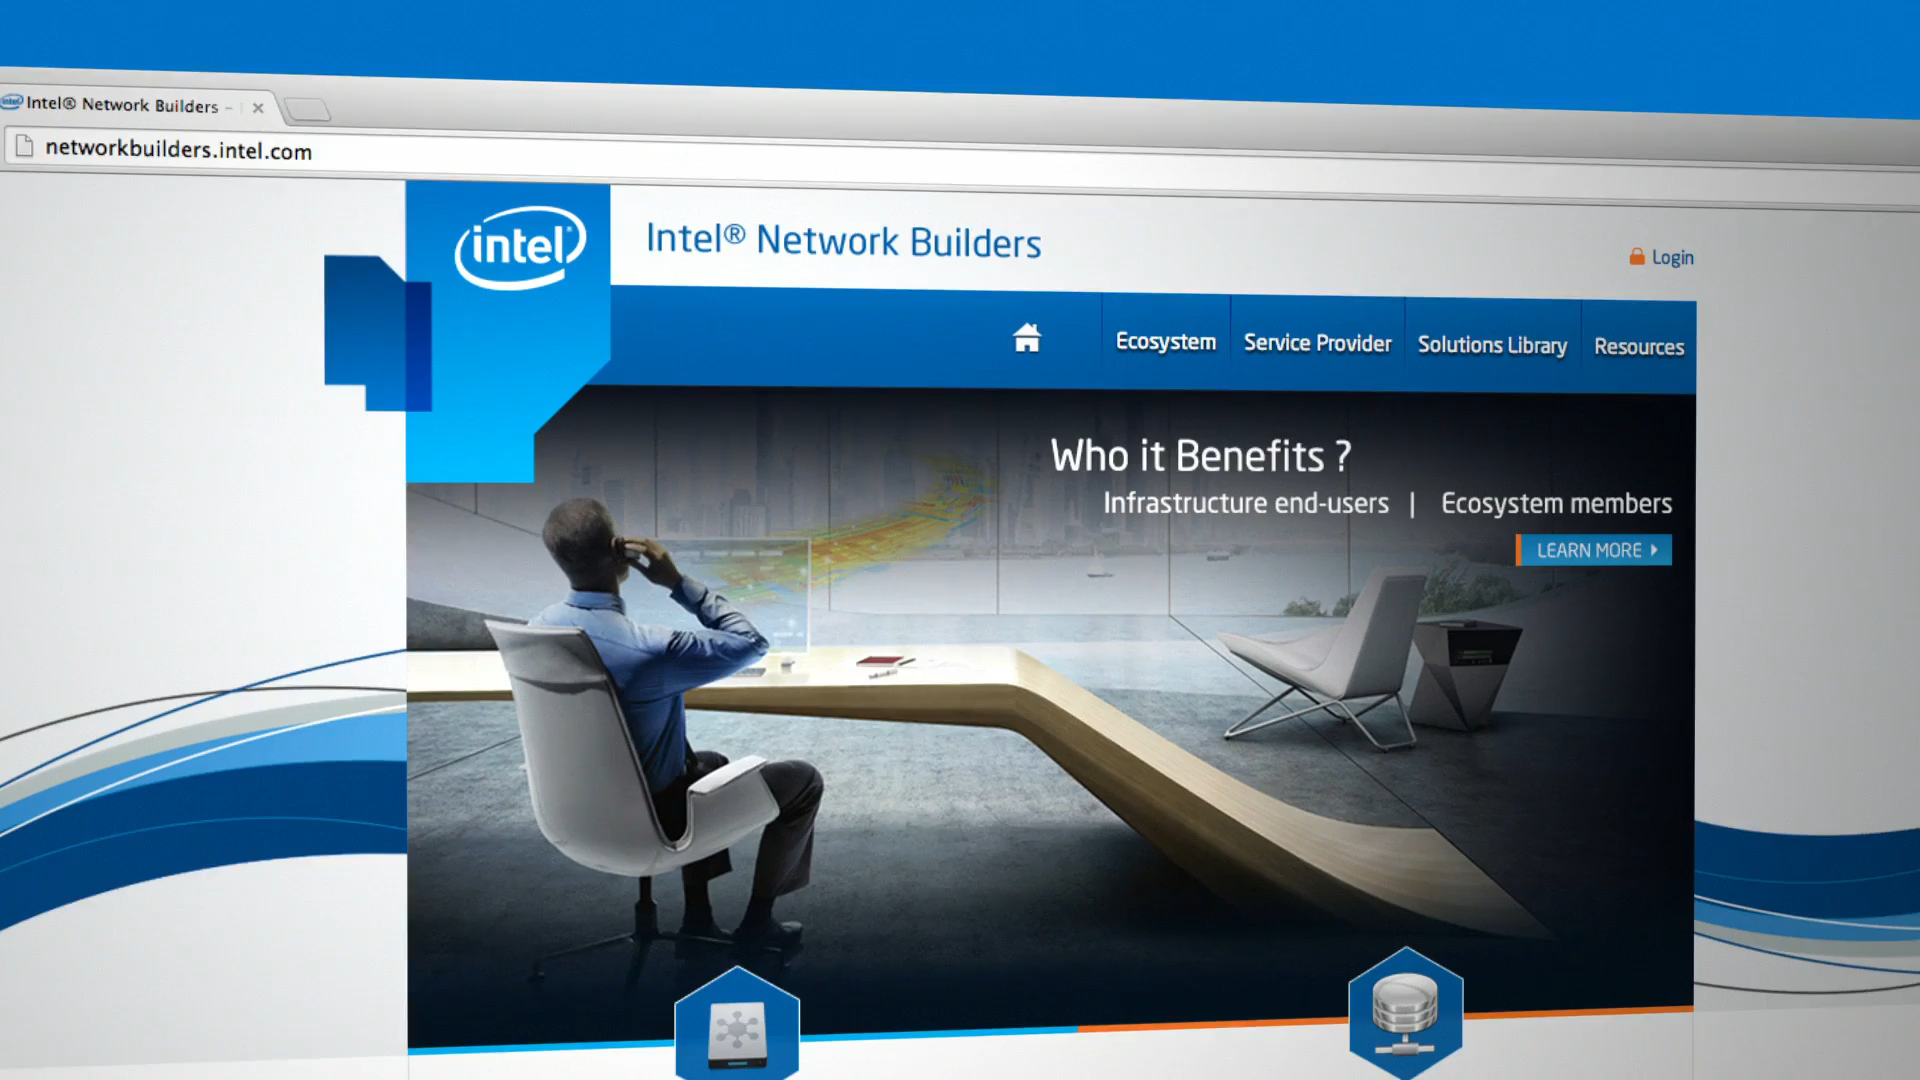 Intel® Network Builders –
networkbuilders.intel.com
intel®
Intel® Network Builders
Login
Ecosystem
Service Provider
Solutions Library
Resources
Who it Benefits ?
Infrastructure end-users | Ecosystem members
LEARN MORE